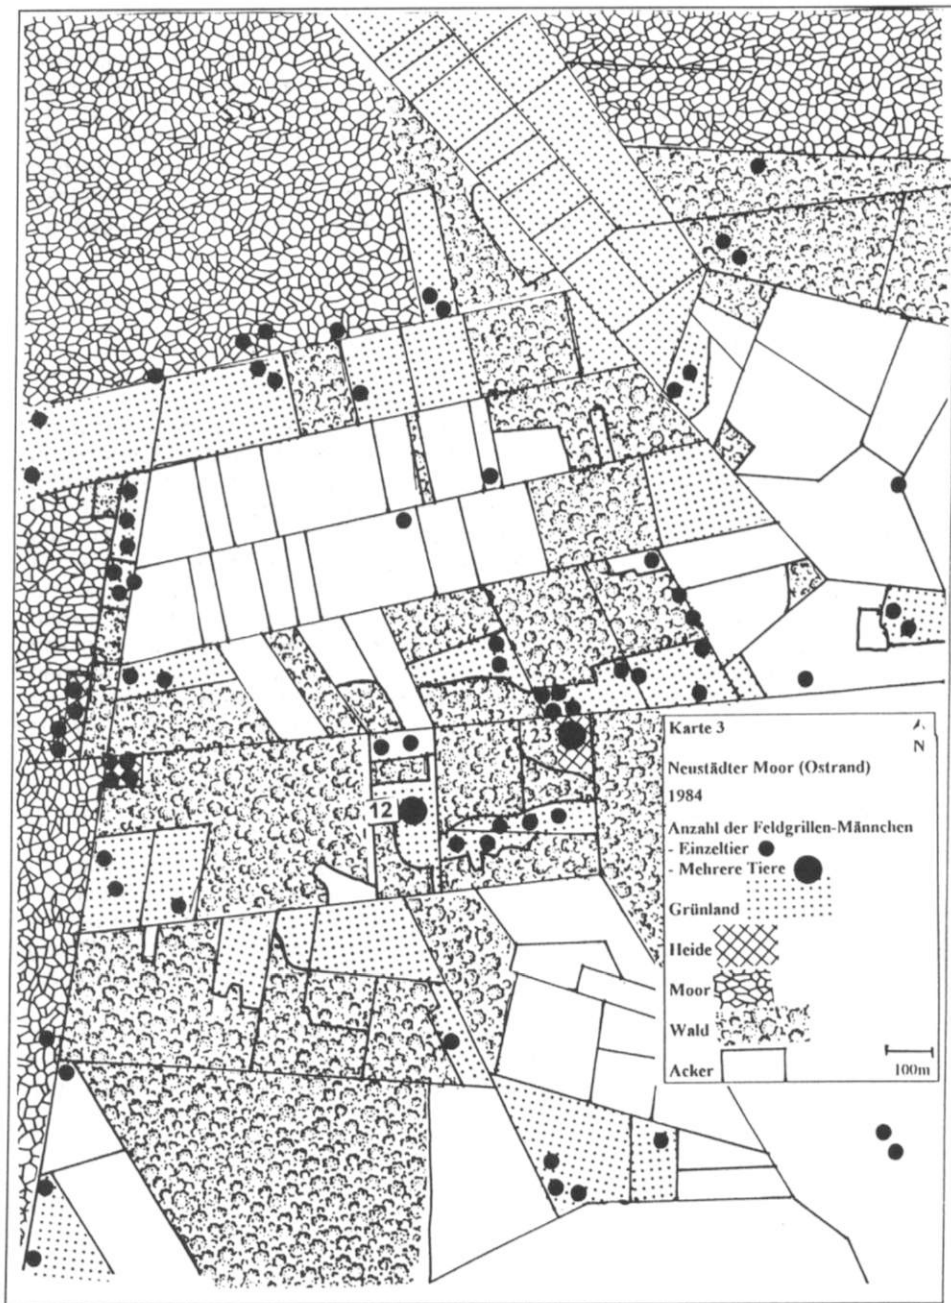 23
12
Karte 3
N
Neustädter Moor (Ostrand)
1984
Anzahl der Feldgrillen-Männchen
- Einzeltier
- Mehrere Tiere
Grünland
Heide
Moor
Wald
Acker
100m